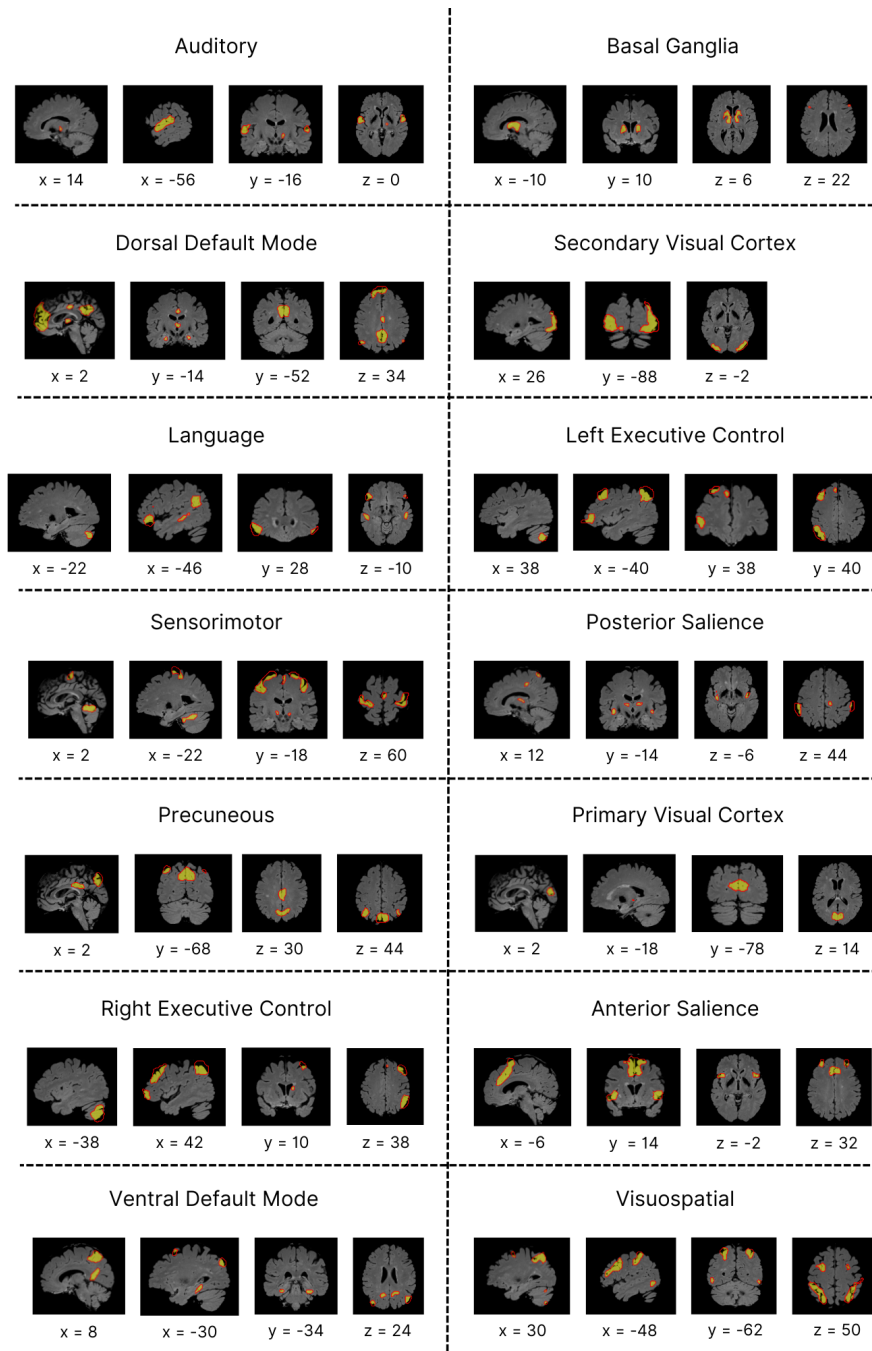 Auditory
x = 14 x = -56 y = -16 z = 0
Basal Ganglia
x = -10 y = 10 z = 6 z = 22
Dorsal Default Mode
x = 2 y = -14 y = -52 z = 34
Secondary Visual Cortex
x = 26 y = -88 z = -2
Language
x = -22 x = -46 y = 28 z = -10
Left Executive Control
x = 38 x = -40 y = 38 y = 40
Sensorimotor
x = 2 x = -22 y = -18 z = 60
Posterior Salience
x = 12 y = -14 z = -6 z = 44
Precuneous
x = 2 y = -68 z = 30 z = 44
Primary Visual Cortex
x = 2 x = -18 y = -78 z = 14
Right Executive Control
x = -38 x = 42 y = 10 z = 38
Anterior Salience
x = -6 y = 14 z = -2 z = 32
Ventral Default Mode
x = 8 x = -30 y = -34 z = 24
Visuospatial
x = 30 x = -48 y = -62 z = 50